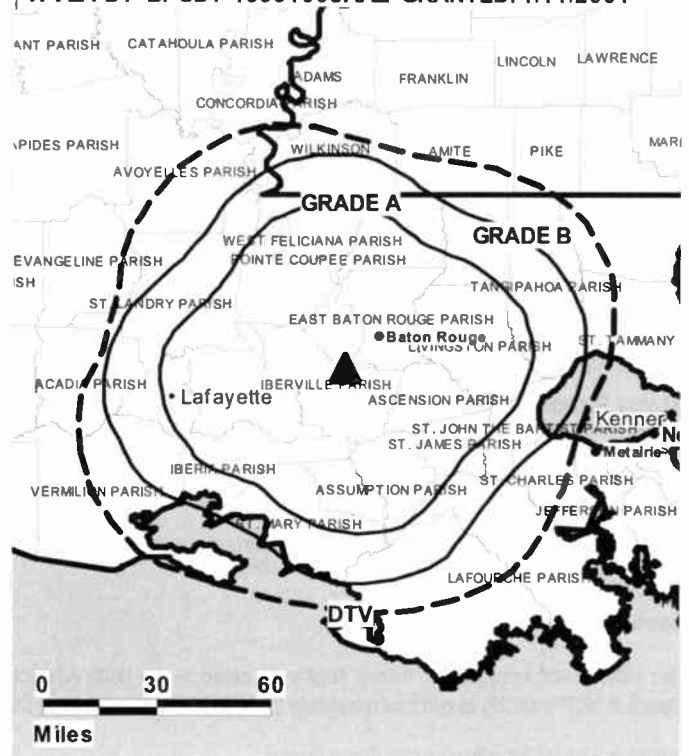 CATAHOULA PARISH
LINCOLN
LAWRENCE
ADAMS
FRANKLIN
CONCORDIA PARISH
WILKINSON
AMITE
PIKE
AVOYELLES PARISH
GRADE A
GRADE B
WEST FELICIANA PARISH
POINTE COUPEE PARISH
EVANGELINE PARISH
TANGIPAHOA PARISH
ST. LANDRY PARISH
EAST BATON ROUGE PARISH
Baton Rouge
LIVINGSTON PARISH
ST. TAMMANY
ACADIA PARISH
IBERVILLE PARISH
Lafayette
ASCENSION PARISH
Kenner
ST. JOHN THE BAPTIST PARISH
ST. JAMES PARISH
Metairie
IBERIA PARISH
ST. CHARLES PARISH
VERMILION PARISH
ASSUMPTION PARISH
JEFFERSON PARISH
ST. MARY PARISH
LAFOURCHE PARISH
DTV
0 30 60
Miles